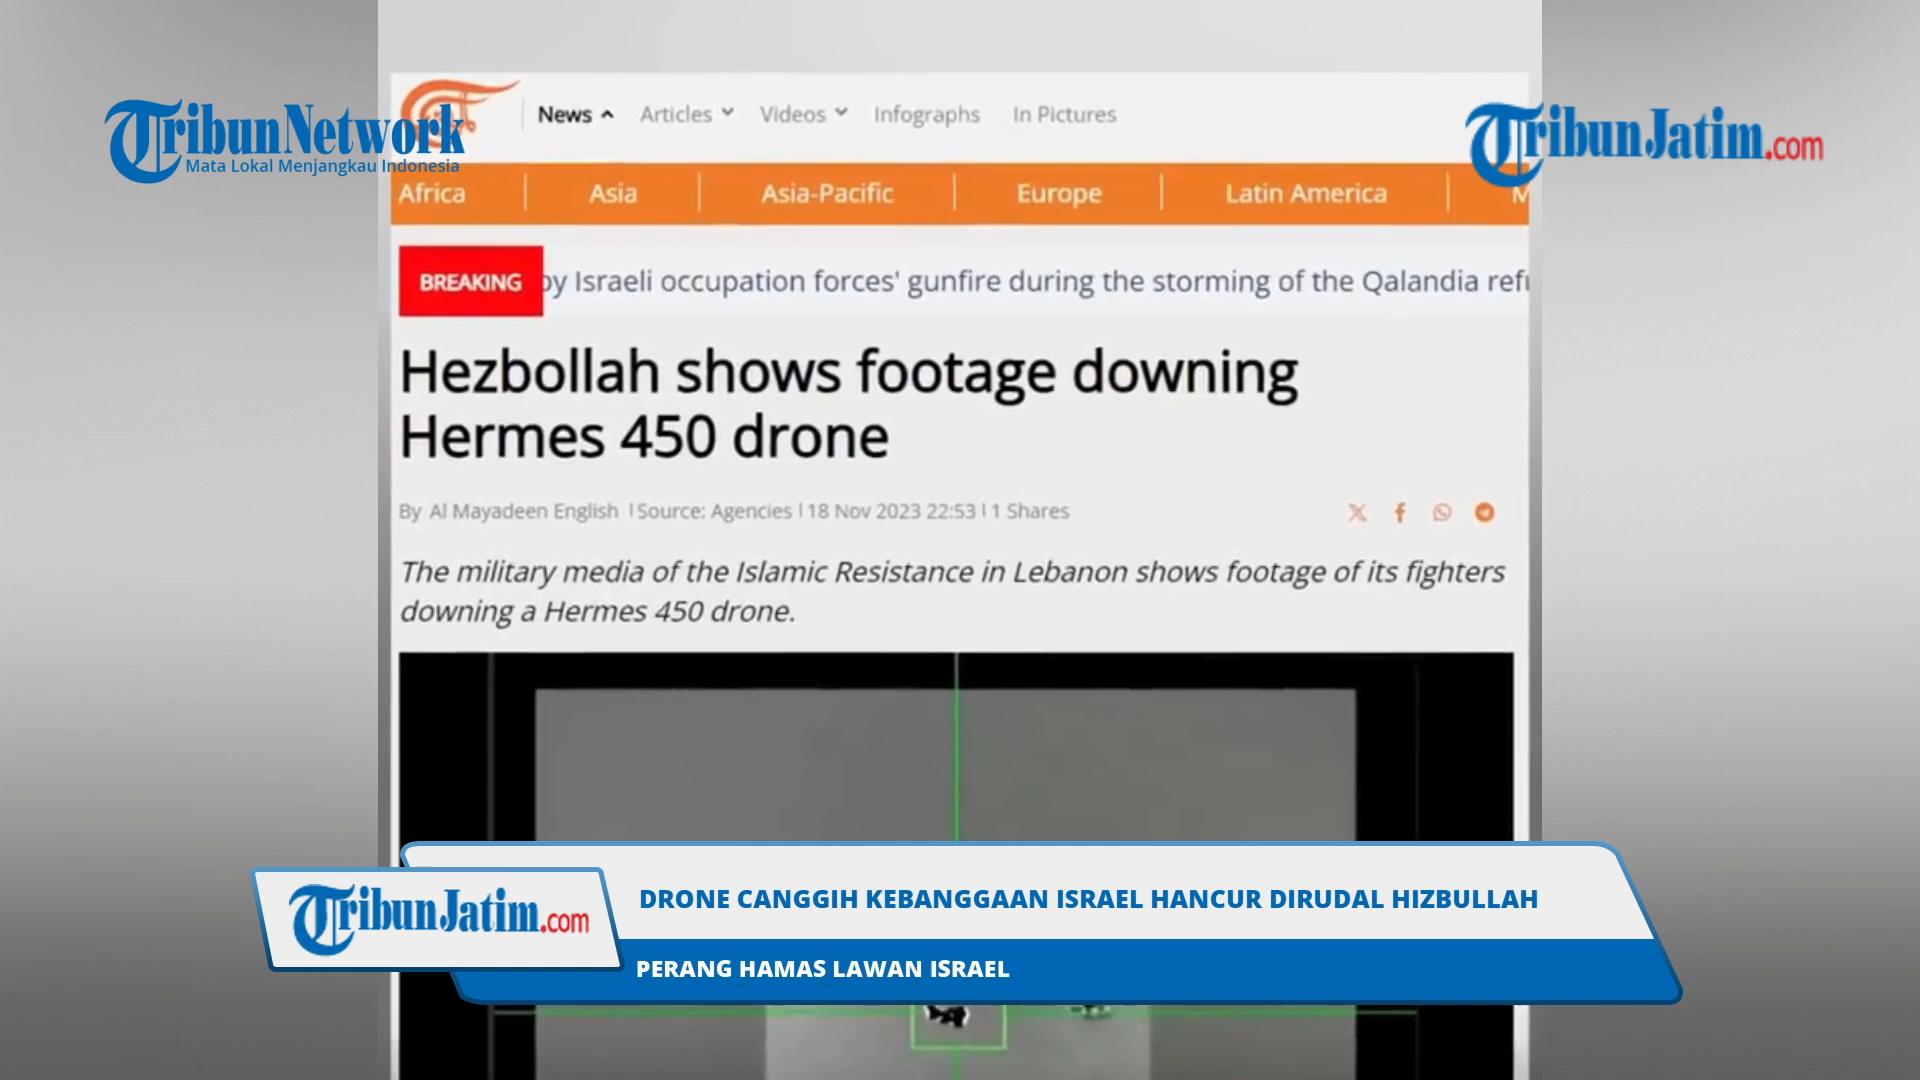 TribunNetwork
Mata Lokal Menjangkau Indonesia
TribunJatim.com
News Articles Videos Infographs In Pictures
Africa Asia Asia-Pacific Europe Latin America
BREAKING by Israeli occupation forces' gunfire during the storming of the Qalandia
Hezbollah shows footage downing
Hermes 450 drone
By Al Mayadeen English | Source: Agencies | 18 Nov 2023 22:53 | 1 Shares
The military media of the Islamic Resistance in Lebanon shows footage of its fighters
downing a Hermes 450 drone.
TribunJatim.com
DRONE CANGGIH KEBANGGAAN ISRAEL HANCUR DIRUDAL HIZBULLAH
PERANG HAMAS LAWAN ISRAEL